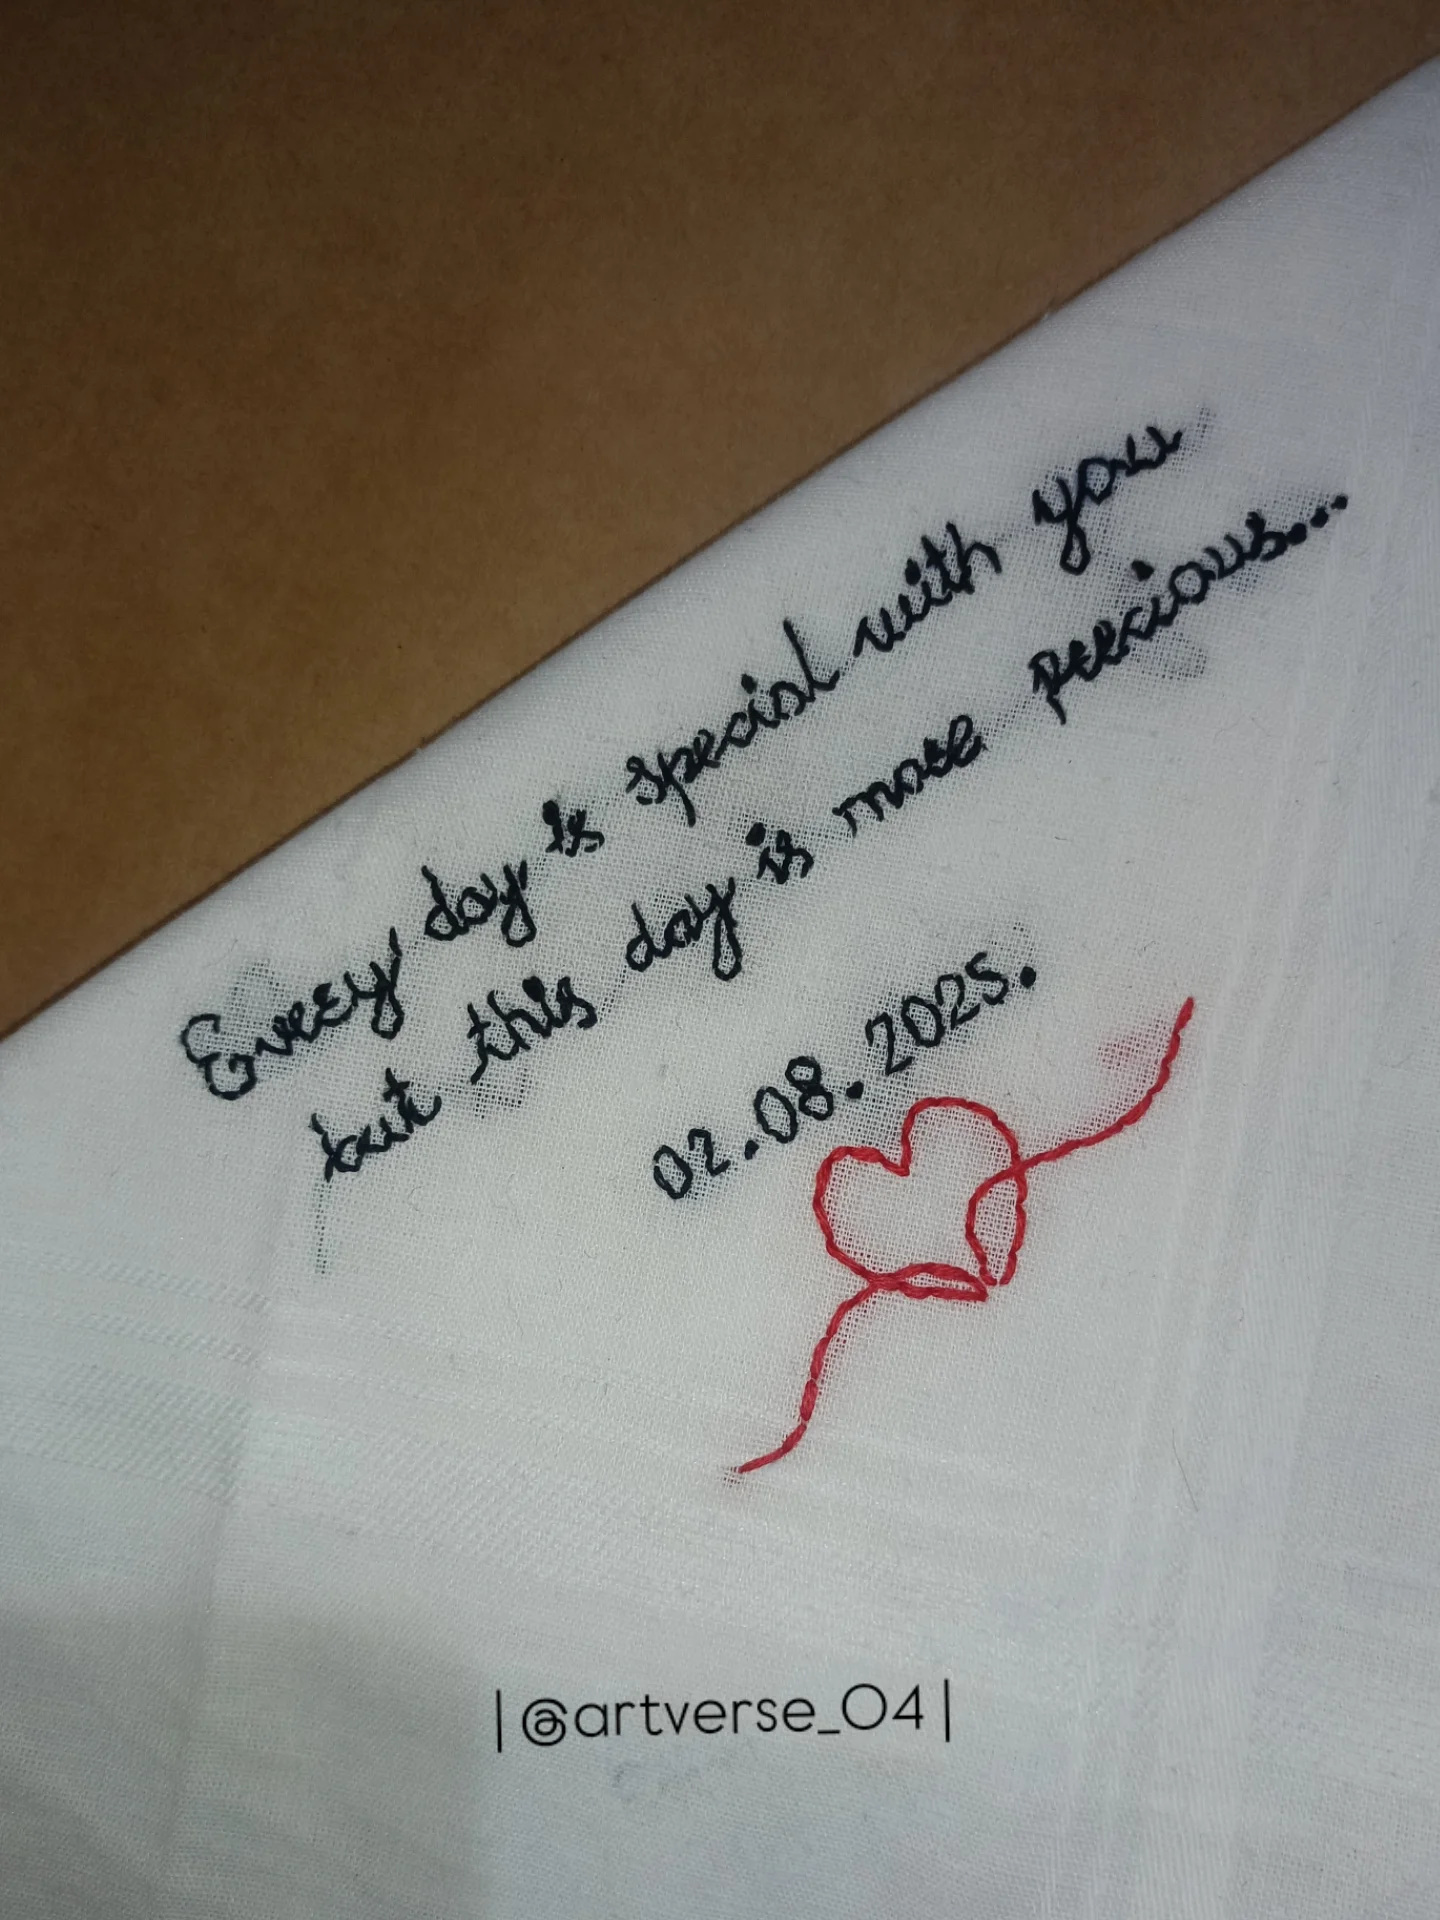 Every day is special with you
but this day is more precious...
02.08.2025.
|@artverse_04|